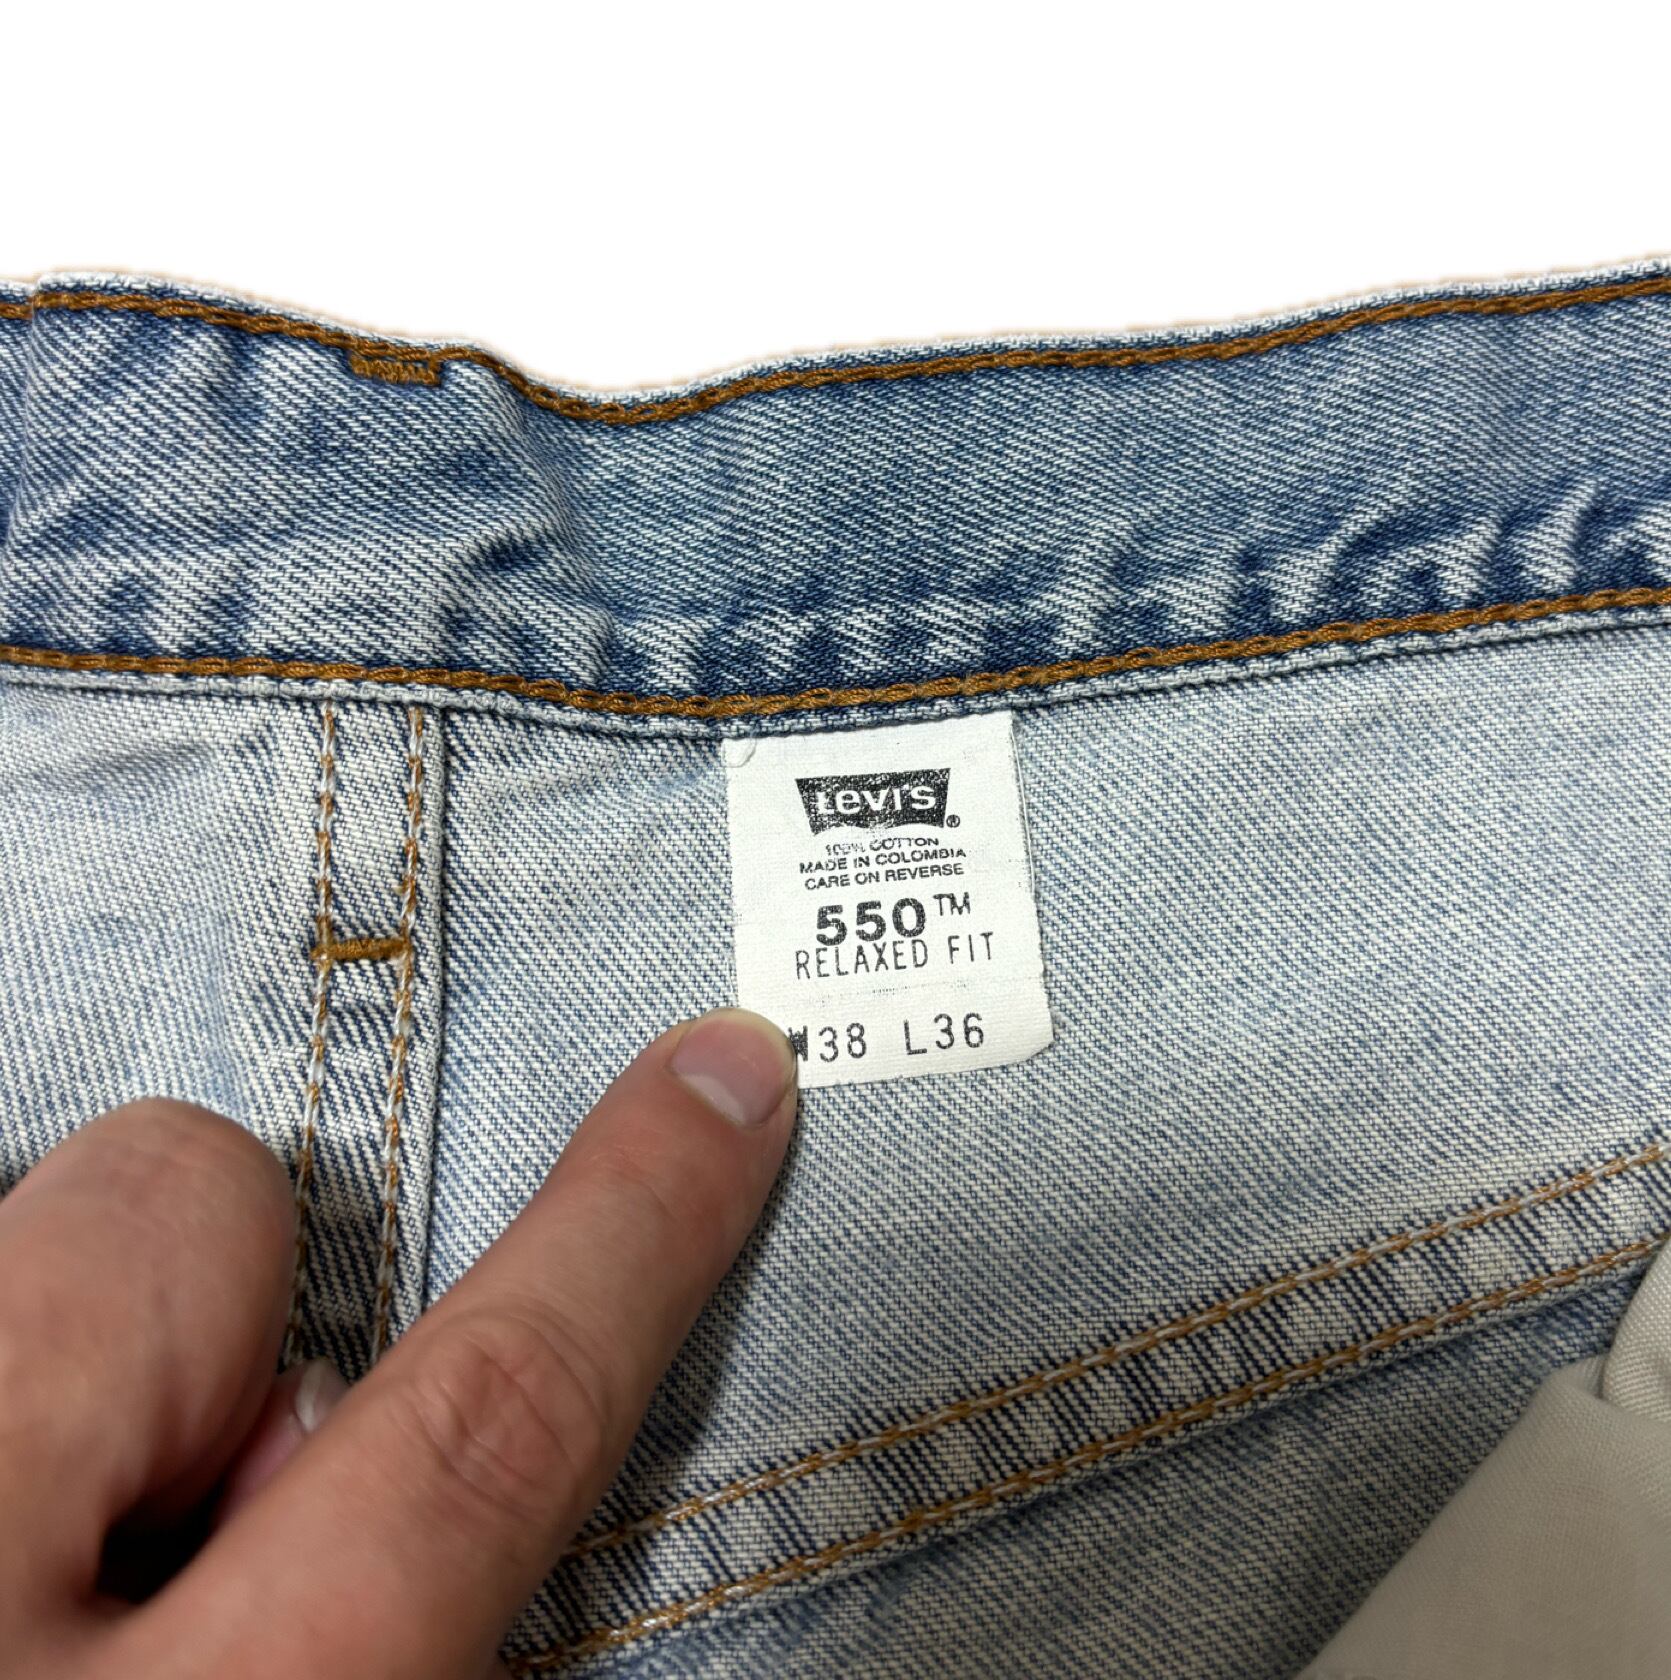 Levi's®
100% COTTON
MADE IN COLOMBIA
CARE ON REVERSE
550™
RELAXED FIT
W38 L36